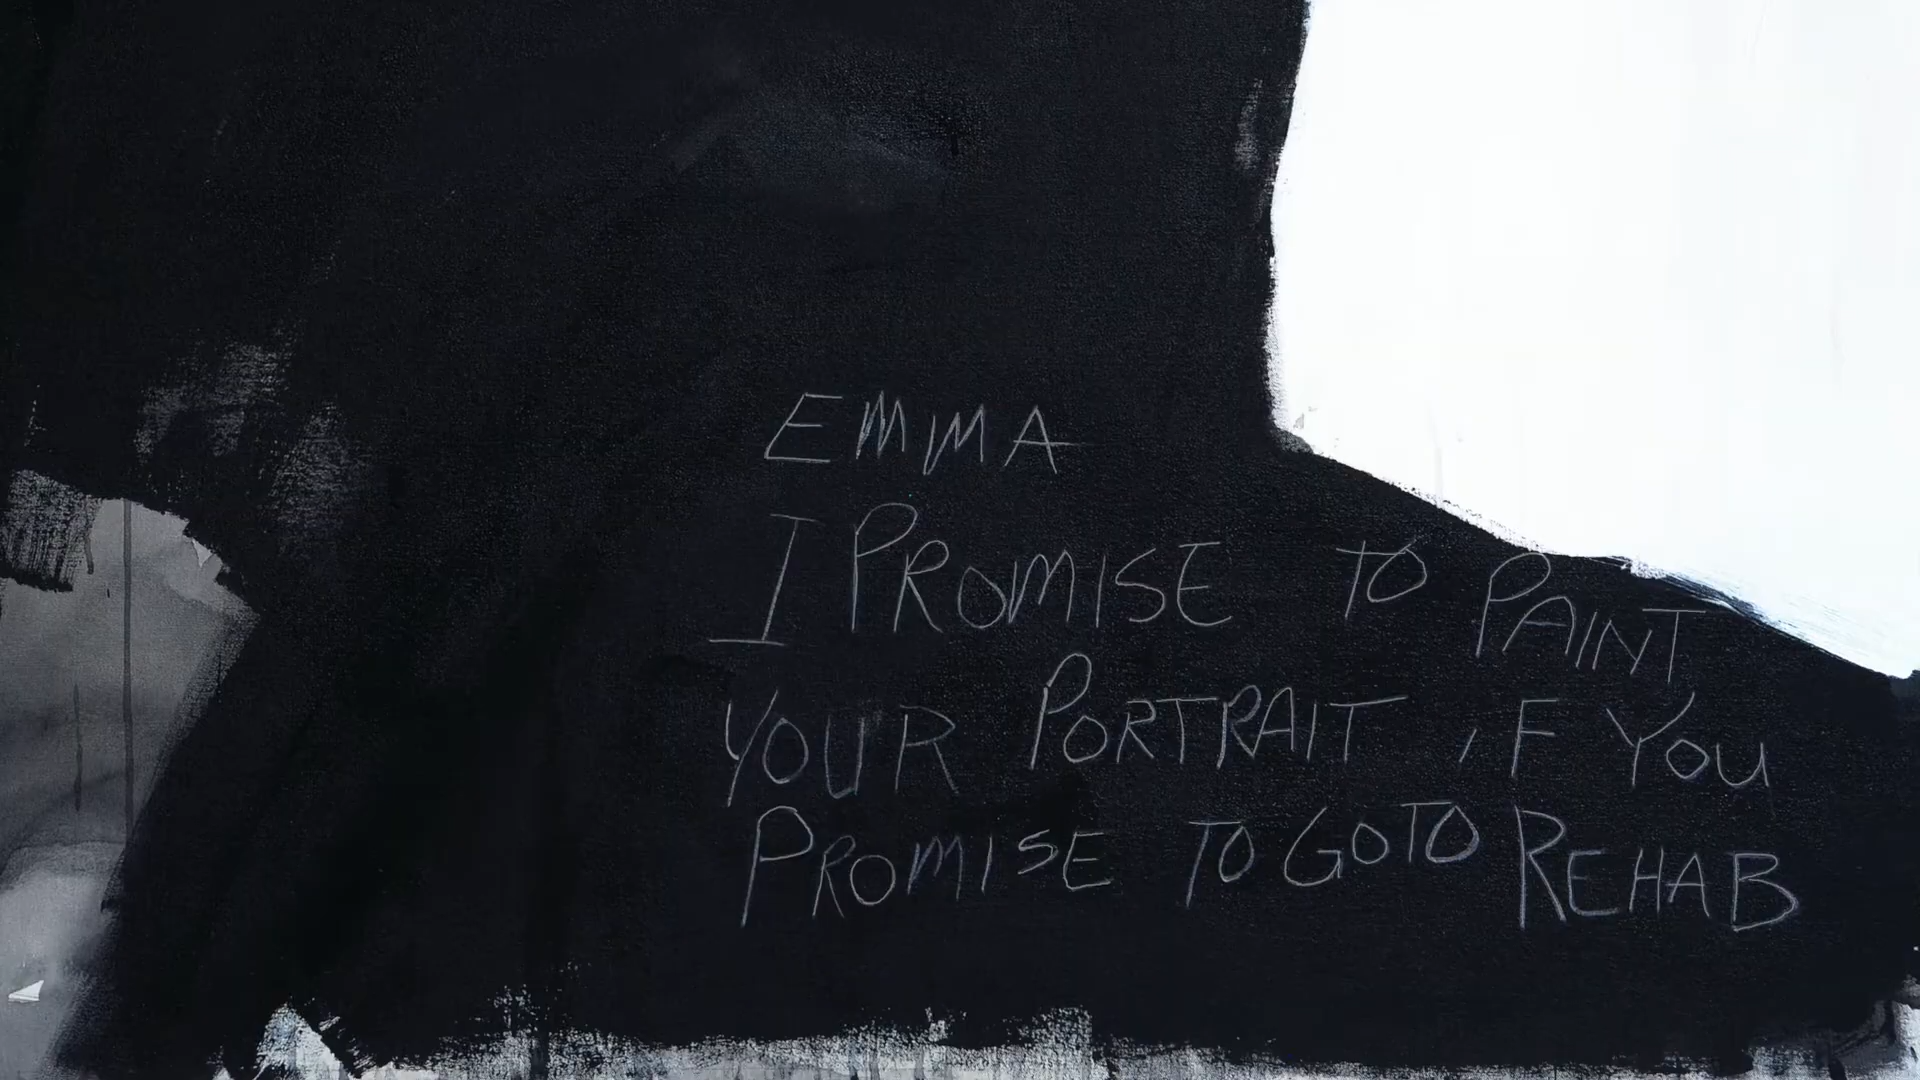 EMMA
I PROMISE TO PAINT
YOUR PORTRAIT, IF YOU
PROMISE TO GO TO REHAB